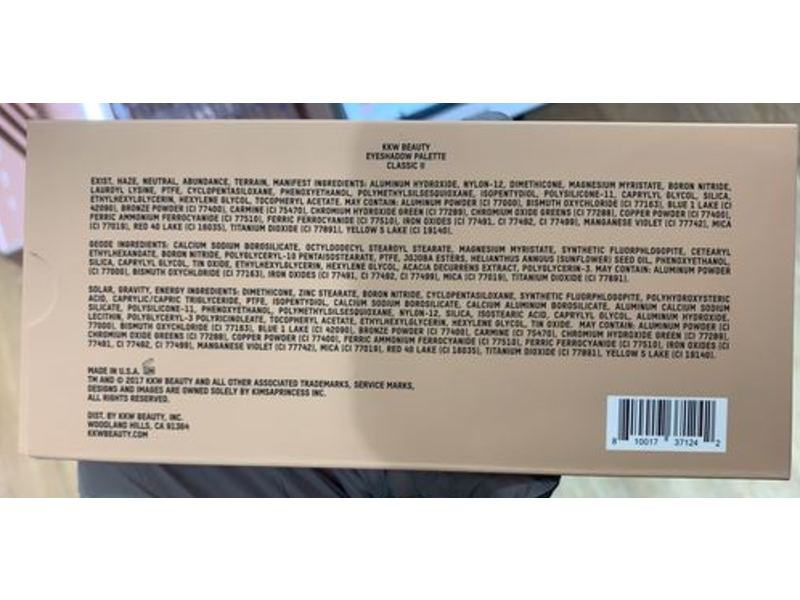 KKW BEAUTY
EYESHADOW PALETTE
CLASSIC II
EXIST, HAZE, NEUTRAL, ABUNDANCE, TERRAIN, MANIFEST INGREDIENTS: ALUMINUM HYDROXIDE, NYLON-12, DIMETHICONE, MAGNESIUM MYRISTATE, BORON NITRIDE,
LAUROYL LYSINE, PTFE, CYCLOPENTASILOXANE, PHENOXYETHANOL, POLYMETHYLSILSESQUIOXANE, ISOPENTYDIOL, POLYSILICONE-11, CAPRYLYL GLYCOL, SILICA,
ETHYLHEXYLGLYCERIN, HEXYLENE GLYCOL, TOCOPHERYL ACETATE. MAY CONTAIN: ALUMINUM POWDER (CI 77000), BISMUTH OXYCHLORIDE (CI 77163), BLUE 1 LAKE (CI
42090), BRONZE POWDER (CI 77400), CARMINE (CI 75470), CHROMIUM HYDROXIDE GREEN (CI 77289), CHROMIUM OXIDE GREENS (CI 77288), COPPER POWDER (CI 77400),
FERRIC AMMONIUM FERROCYANIDE (CI 77510), FERRIC FERROCYANIDE (CI 77510), IRON OXIDES (CI 77491, CI 77492, CI 77499), MANGANESE VIOLET (CI 77742), MICA
(CI 77019), RED 40 LAKE (CI 16035), TITANIUM DIOXIDE (CI 77891), YELLOW 5 LAKE (CI 19140).
GEODE INGREDIENTS: CALCIUM SODIUM BOROSILICATE, OCTYLDODECYL STEAROYL STEARATE, MAGNESIUM MYRISTATE, SYNTHETIC FLUORPHLOGOPITE, CETEARYL
ETHYLHEXANOATE, BORON NITRIDE, POLYGLYCERYL-10 PENTAISOSTEARATE, PTFE, JOJOBA ESTERS, HELIANTHUS ANNUUS (SUNFLOWER) SEED OIL, PHENOXYETHANOL,
SILICA, CAPRYLYL GLYCOL, TIN OXIDE, ETHYLHEXYLGLYCERIN, HEXYLENE GLYCOL, ACACIA DECURRENS EXTRACT, POLYGLYCERIN-3. MAY CONTAIN: ALUMINUM POWDER
(CI 77000), BISMUTH OXYCHLORIDE (CI 77163), IRON OXIDES (CI 77491, CI 77492, CI 77499), MICA (CI 77019), TITANIUM DIOXIDE (CI 77891).
SOLAR, GRAVITY, ENERGY INGREDIENTS: DIMETHICONE, ZINC STEARATE, BORON NITRIDE, CYCLOPENTASILOXANE, SYNTHETIC FLUORPHLOGOPITE, POLYHYDROXYSTERIC
ACID, CAPRYLIC/CAPRIC TRIGLYCERIDE, PTFE, ISOPENTYLDIOL, CALCIUM SODIUM BOROSILICATE, CALCIUM ALUMINUM BOROSILICATE, ALUMINUM CALCIUM SODIUM
SILICATE, POLYSILICONE-11, PHENOXYETHANOL, POLYMETHYLSILSESQUIOXANE, NYLON-12, SILICA, ISOSTEARIC ACID, CAPRYLYL GLYCOL, ALUMINUM HYDROXIDE,
LECITHIN, POLYGLYCERYL-3 POLYRICINOLEATE, TOCOPHERYL ACETATE, ETHYLHEXYLGLYCERIN, HEXYLENE GLYCOL, TIN OXIDE. MAY CONTAIN: ALUMINUM POWDER (CI
77000), BISMUTH OXYCHLORIDE (CI 77163), BLUE 1 LAKE (CI 42090), BRONZE POWDER (CI 77400), CARMINE (CI 75470), CHROMIUM HYDROXIDE GREEN (CI 77289),
CHROMIUM OXIDE GREENS (CI 77288), COPPER POWDER (CI 77400), FERRIC AMMONIUM FERROCYANIDE (CI 77510), FERRIC FERROCYANIDE (CI 77510), IRON OXIDES (CI
77491, CI 77492, CI 77499), MANGANESE VIOLET (CI 77742), MICA (CI 77019), RED 40 LAKE (CI 16035), TITANIUM DIOXIDE (CI 77891), YELLOW 5 LAKE (CI 19140).
MADE IN U.S.A.
TM AND © 2017 KKW BEAUTY AND ALL OTHER ASSOCIATED TRADEMARKS, SERVICE MARKS,
DESIGNS AND IMAGES ARE OWNED SOLELY BY KIMSAPRINCESS INC.
ALL RIGHTS RESERVED.
DIST. BY KKW BEAUTY, INC.
WOODLAND HILLS, CA 91364
KKWBEAUTY.COM
8 10017 37124 2